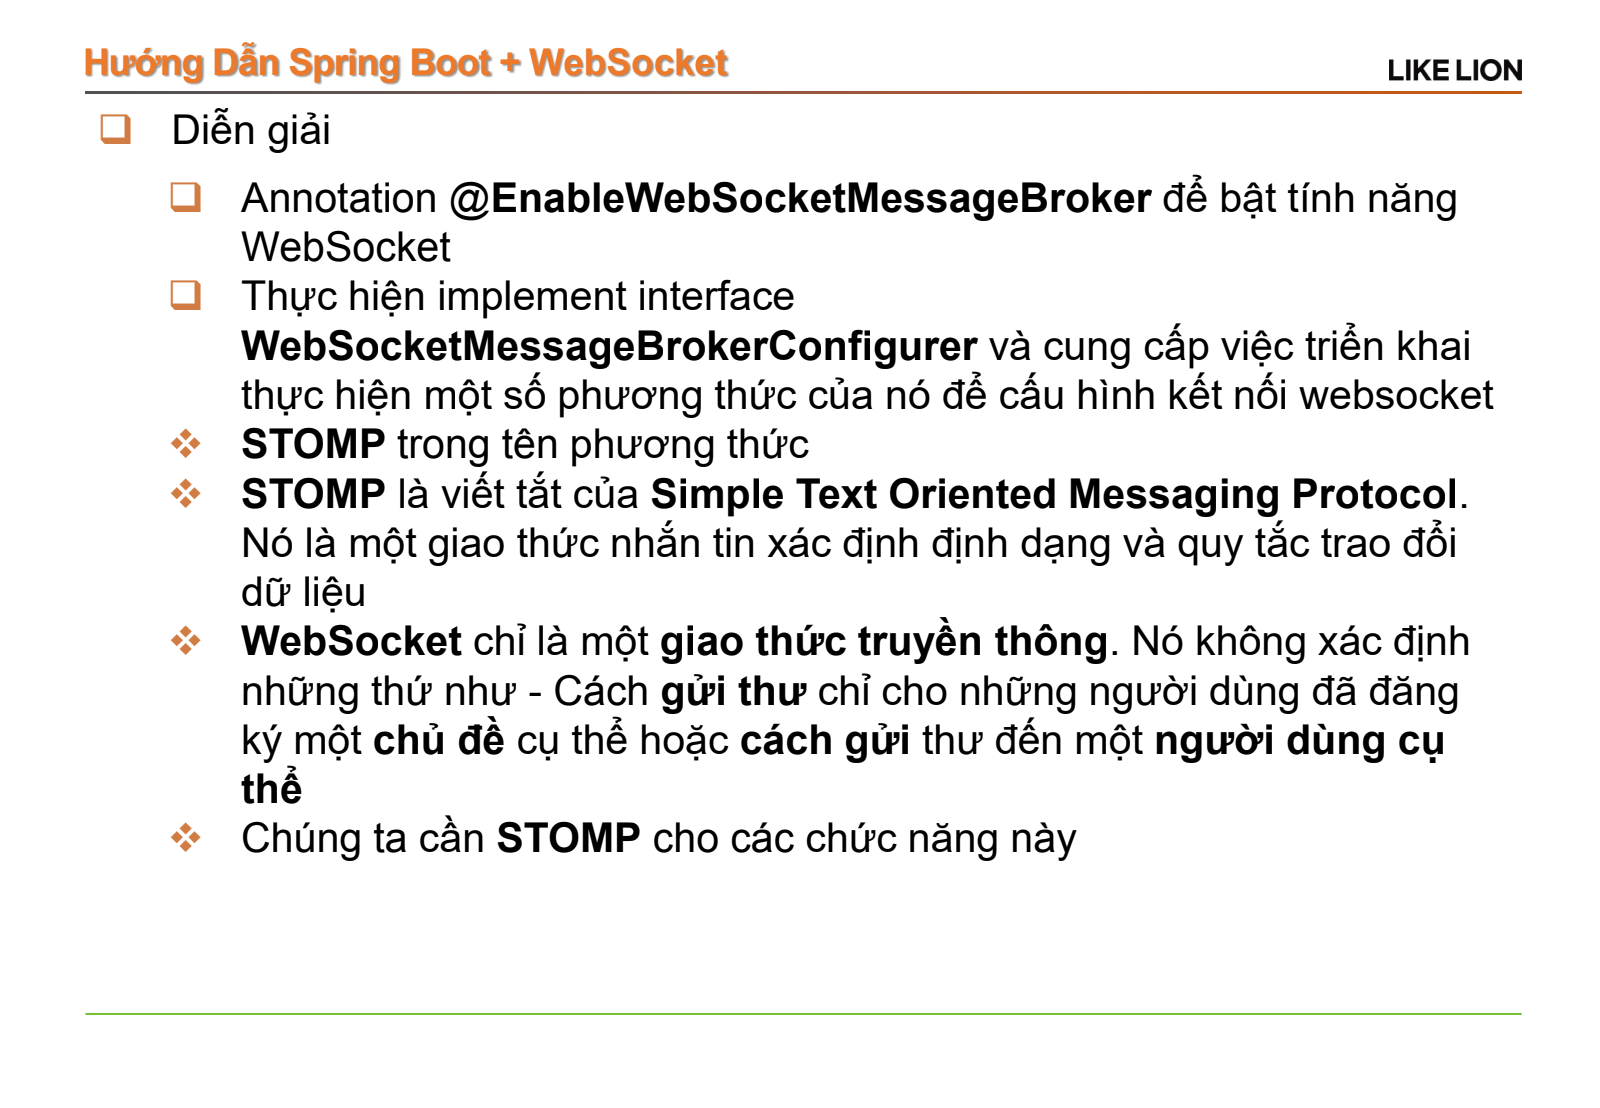 Hướng Dẫn Spring Boot + WebSocket
LIKE LION
Diễn giải
Annotation @EnableWebSocketMessageBroker để bật tính năng
WebSocket
Thực hiện implement interface
WebSocketMessageBrokerConfigurer và cung cấp việc triển khai
thực hiện một số phương thức của nó để cấu hình kết nối websocket
STOMP trong tên phương thức
STOMP là viết tắt của Simple Text Oriented Messaging Protocol.
Nó là một giao thức nhắn tin xác định định dạng và quy tắc trao đổi
dữ liệu
WebSocket chỉ là một giao thức truyền thông. Nó không xác định
những thứ như - Cách gửi thư chỉ cho những người dùng đã đăng
ký một chủ đề cụ thể hoặc cách gửi thư đến một người dùng cụ
thể
Chúng ta cần STOMP cho các chức năng này